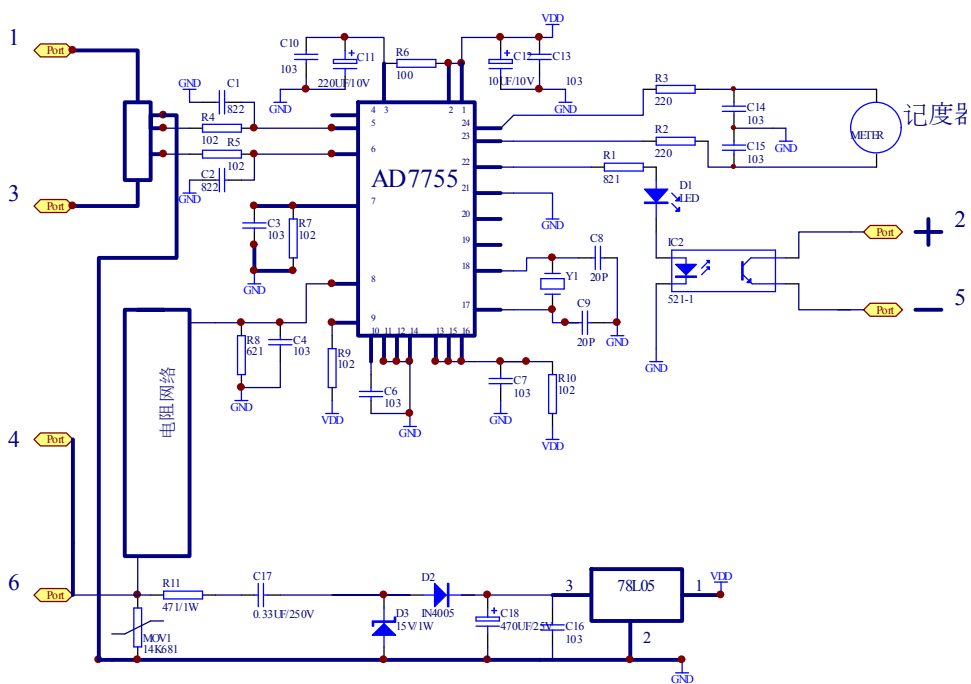 1
Port
C10
103
C11
220UF/10V
GND
R6
100
VDD
C12
10UF/10V
C13
103
GND
GND
C1
822
R4
102
R5
102
C2
822
GND
3
Port
3
2
1
4
5
6
7
8
9
10
11
12
14
13
15
16
24
23
22
21
20
19
18
17
AD7755
R3
220
R2
220
C14
103
C15
103
GND
METER
记度器
R1
821
D1
LED
GND
IC2
521-1
GND
Port
2
Port
5
C3
103
R7
102
GND
C8
20P
Y1
C9
20P
GND
R8
621
C4
103
GND
R9
102
VDD
C6
103
GND
C7
103
GND
R10
102
VDD
电阻网络
4
Port
6
Port
R11
471/1W
C17
0.33UF/250V
D2
IN4005
D3
15V/1W
C18
470UF/25V
C16
103
3
78L05
1
2
VDD
MOV1
14K681
GND